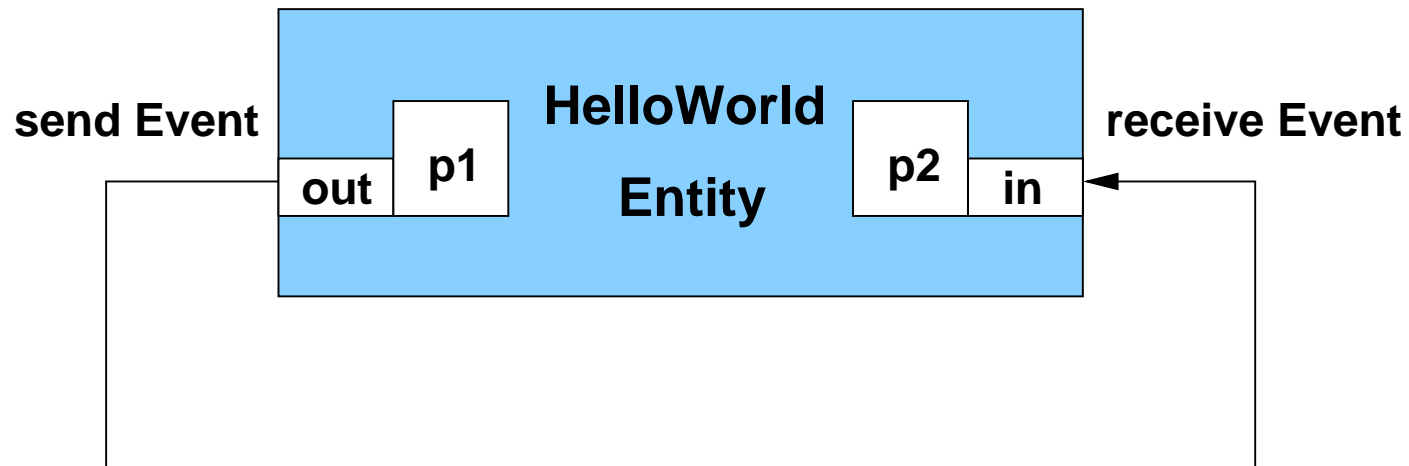 send Event
out
p1
HelloWorld
Entity
p2
in
receive Event